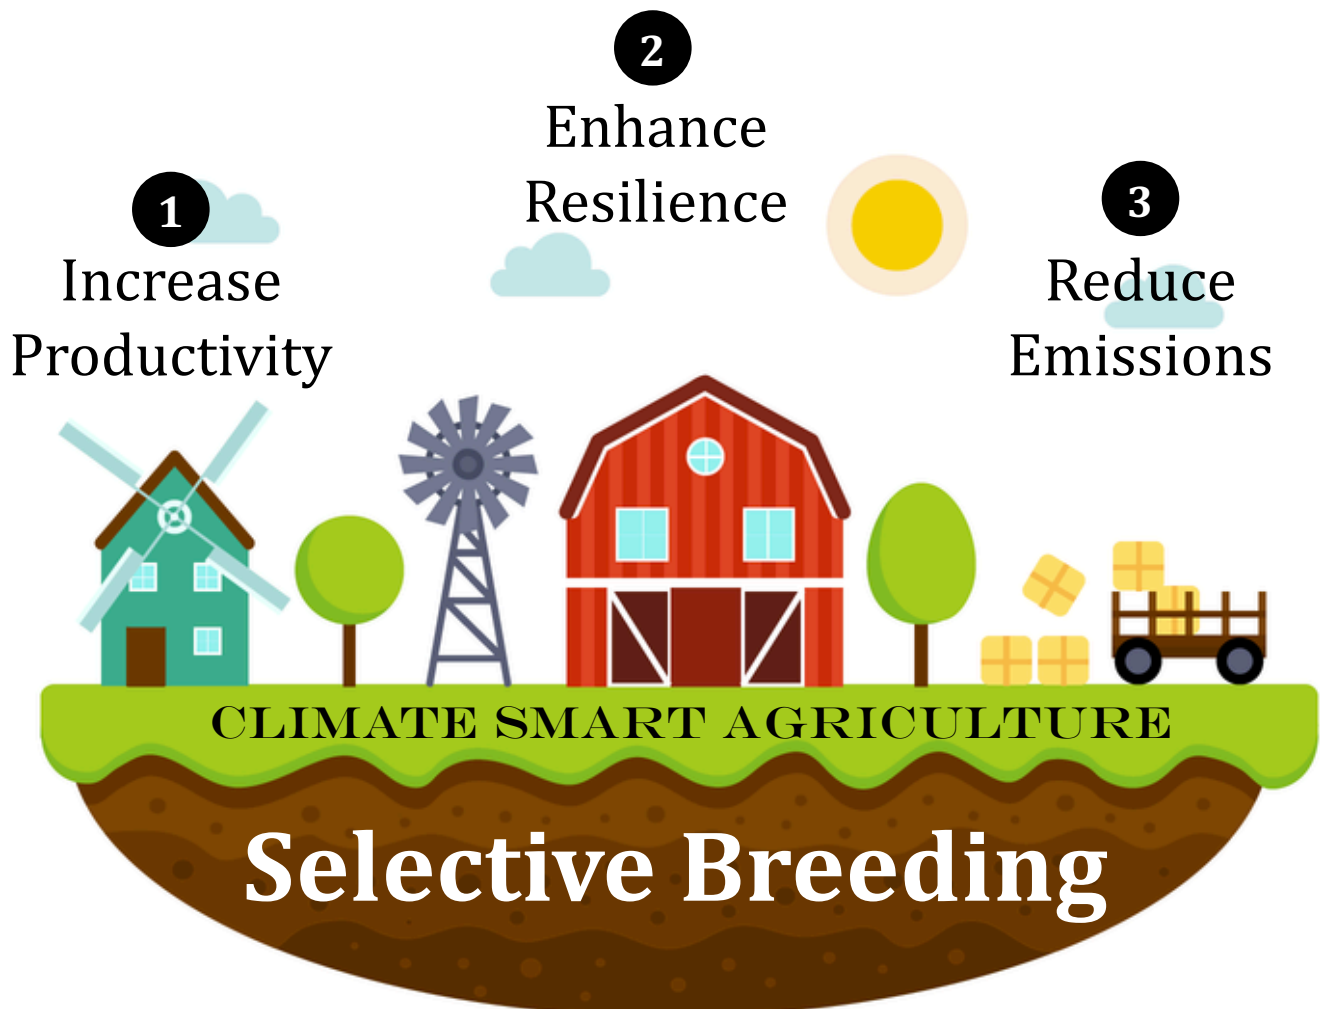 1
Increase
Productivity
2
Enhance
Resilience
3
Reduce
Emissions
CLIMATE SMART AGRICULTURE
Selective Breeding